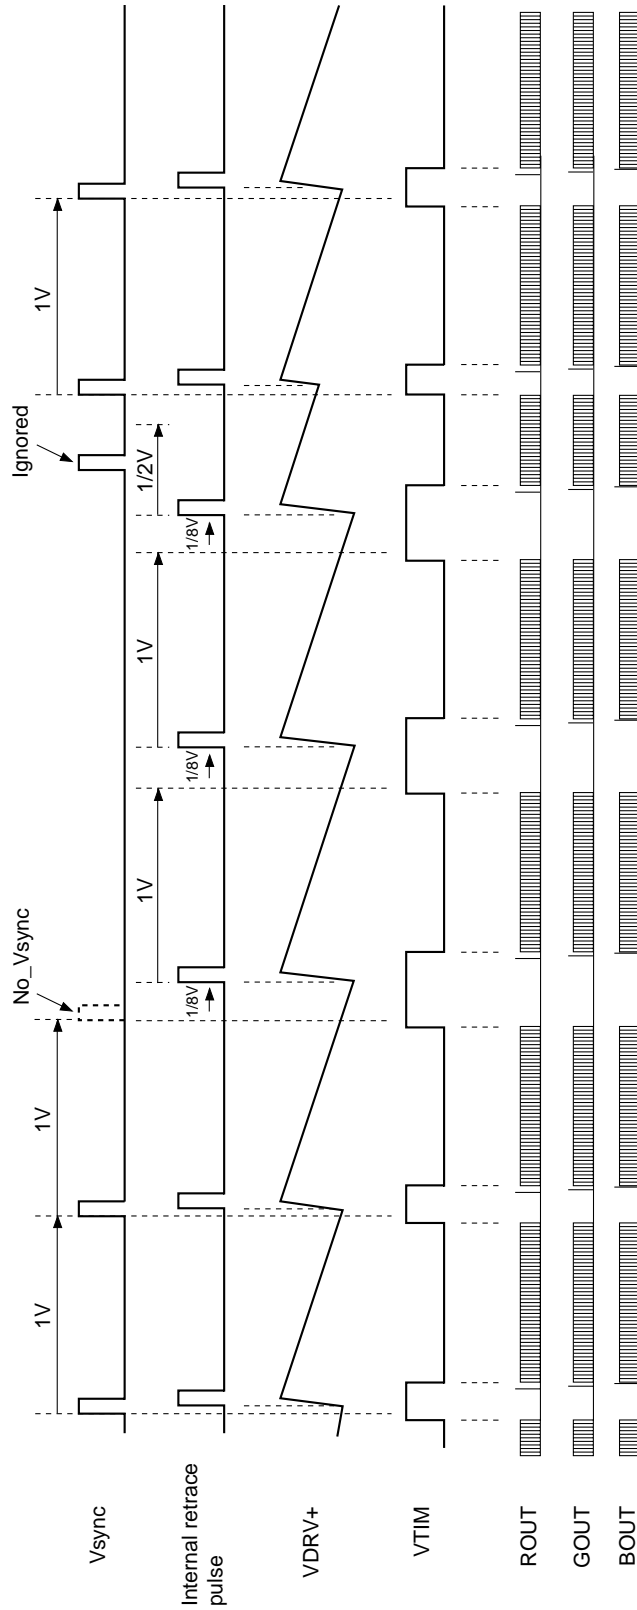 Vsync
1V
1V
No_Vsync
Ignored
1V
Internal retrace
pulse
1/8V
1V
1/8V
1V
1/8V
1/2V
VDRV+
VTIM
ROUT
GOUT
BOUT